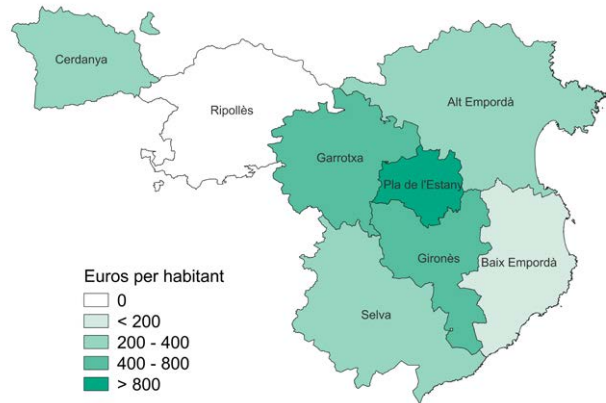 Cerdanya
Ripollès
Alt Empordà
Garrotxa
Pla de l'Estany
Gironès
Baix Empordà
Selva
Euros per habitant
0
< 200
200 - 400
400 - 800
> 800